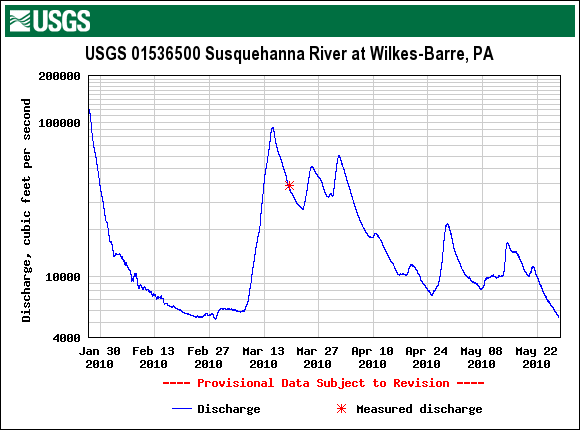 USGS
USGS 01536500 Susquehanna River at Wilkes-Barre, PA
Discharge, cubic feet per second
200000
100000
10000
4000
Jan 30 Feb 13 Feb 27 Mar 13 Mar 27 Apr 10 Apr 24 May 08 May 22
2010 2010 2010 2010 2010 2010 2010 2010 2010
---- Provisional Data Subject to Revision ----
Discharge Measured discharge